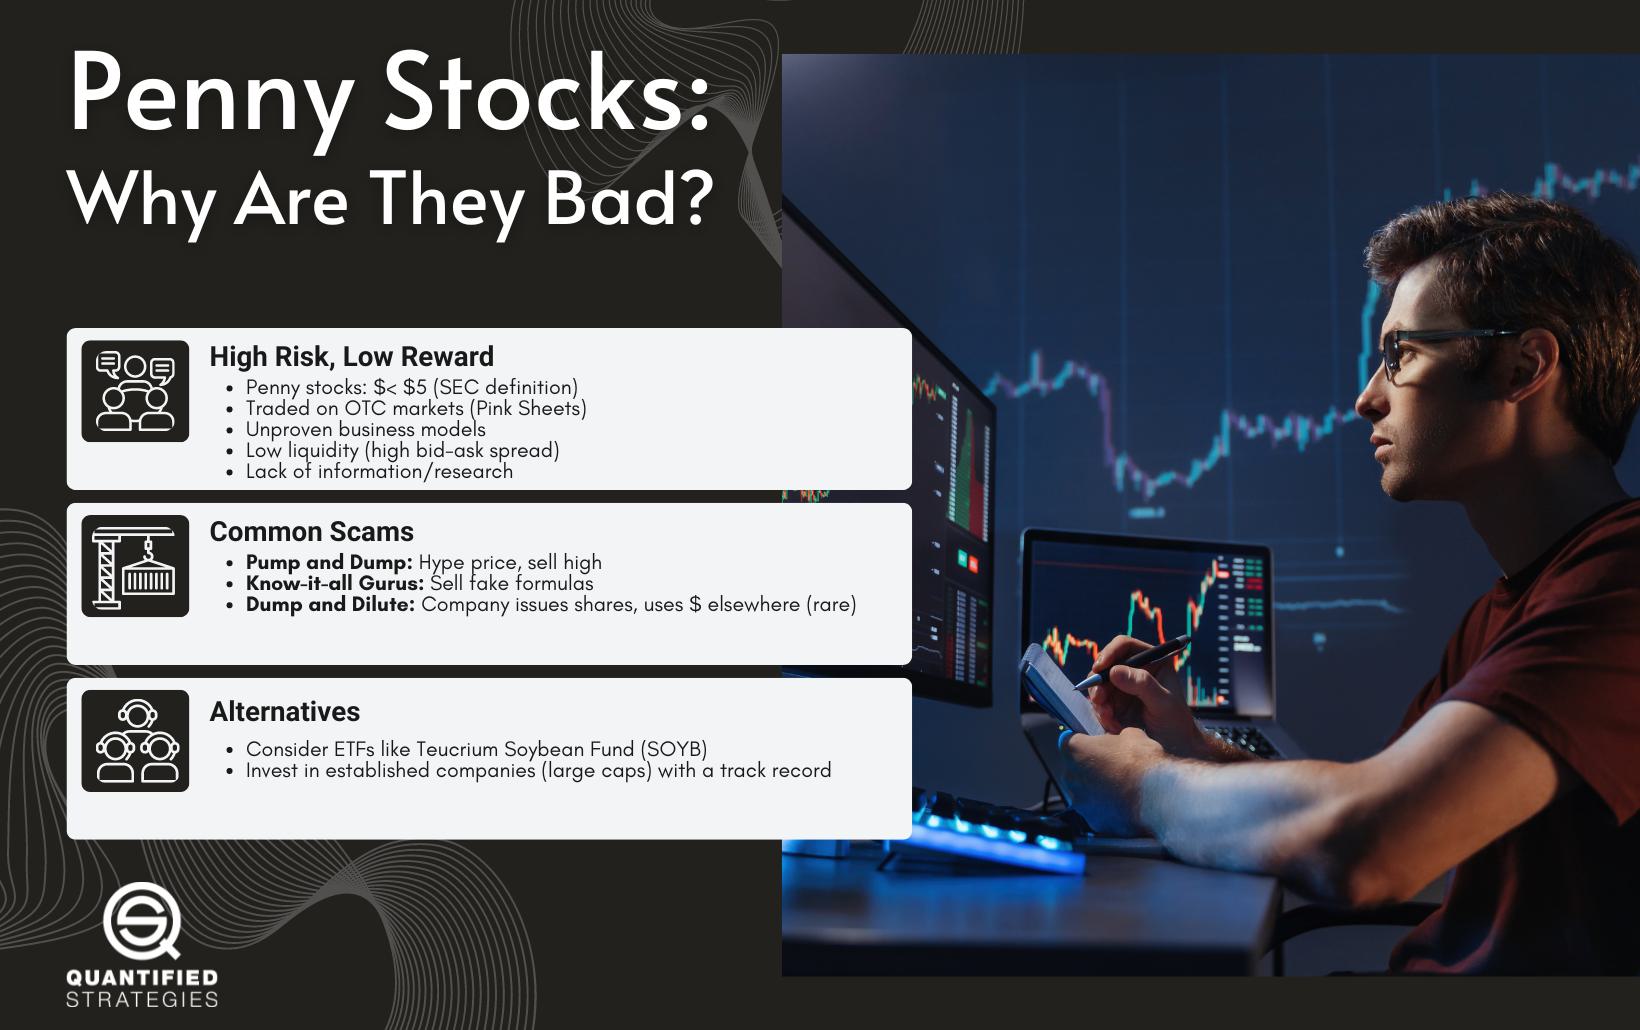 Penny Stocks:
Why Are They Bad?
High Risk, Low Reward
• Penny stocks: $< $5 (SEC definition)
• Traded on OTC markets (Pink Sheets)
• Unproven business models
• Low liquidity (high bid-ask spread)
• Lack of information/research
Common Scams
• Pump and Dump: Hype price, sell high
• Know-it-all Gurus: Sell fake formulas
• Dump and Dilute: Company issues shares, uses $ elsewhere (rare)
Alternatives
• Consider ETFs like Teucrium Soybean Fund (SOYB)
• Invest in established companies (large caps) with a track record
QUANTIFIED
STRATEGIES